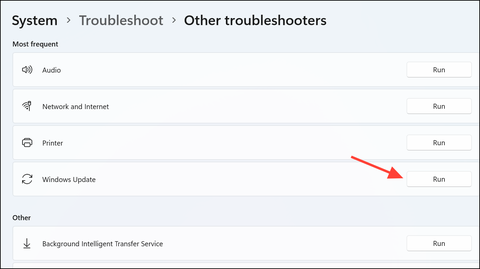 System > Troubleshoot > Other troubleshooters
Most frequent
Audio Run
Network and Internet Run
Printer Run
Windows Update Run
Other
Background Intelligent Transfer Service Run